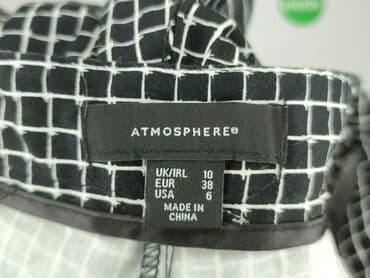 ATMOSPHERE®
UK/IRL 10
EUR 38
USA 6
MADE IN
CHINA